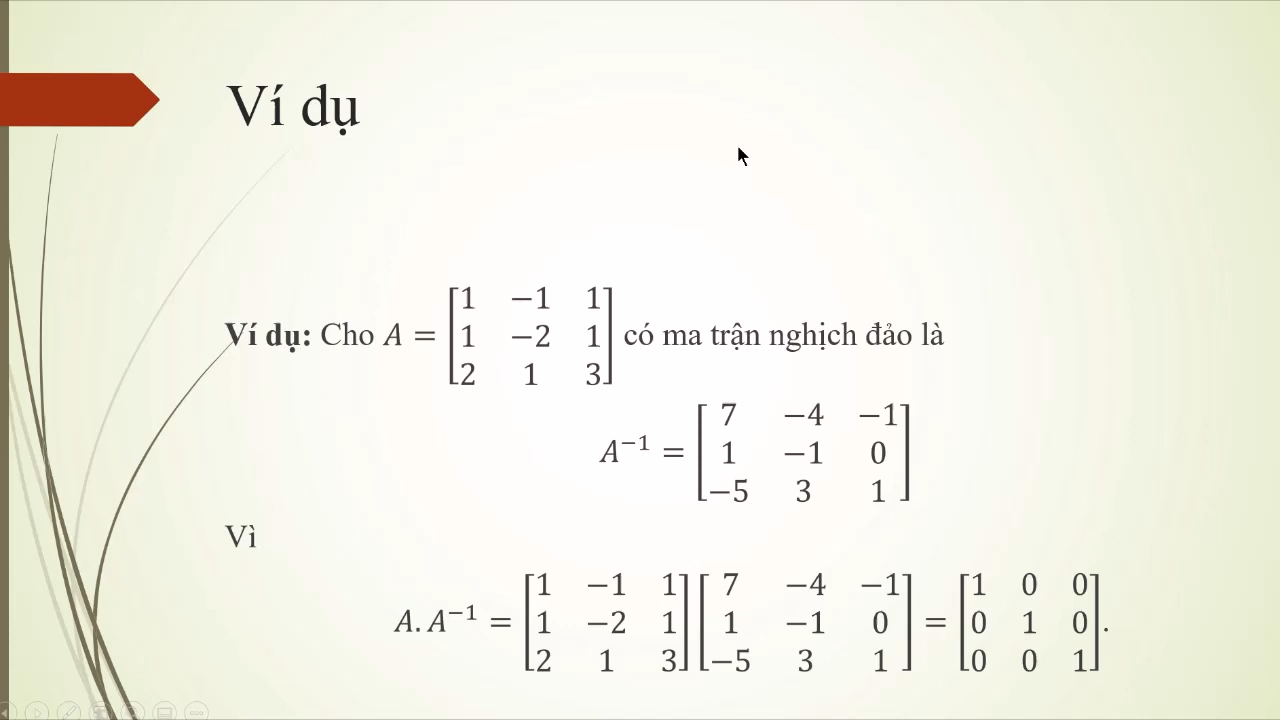 Ví dụ
Ví dụ: Cho A = [1 −1 1; 1 −2 1; 2 1 3] có ma trận nghịch đảo là
A⁻¹ = [7 −4 −1; 1 −1 0; −5 3 1]
Vì
A. A⁻¹ = [1 −1 1; 1 −2 1; 2 1 3] [7 −4 −1; 1 −1 0; −5 3 1] = [1 0 0; 0 1 0; 0 0 1].